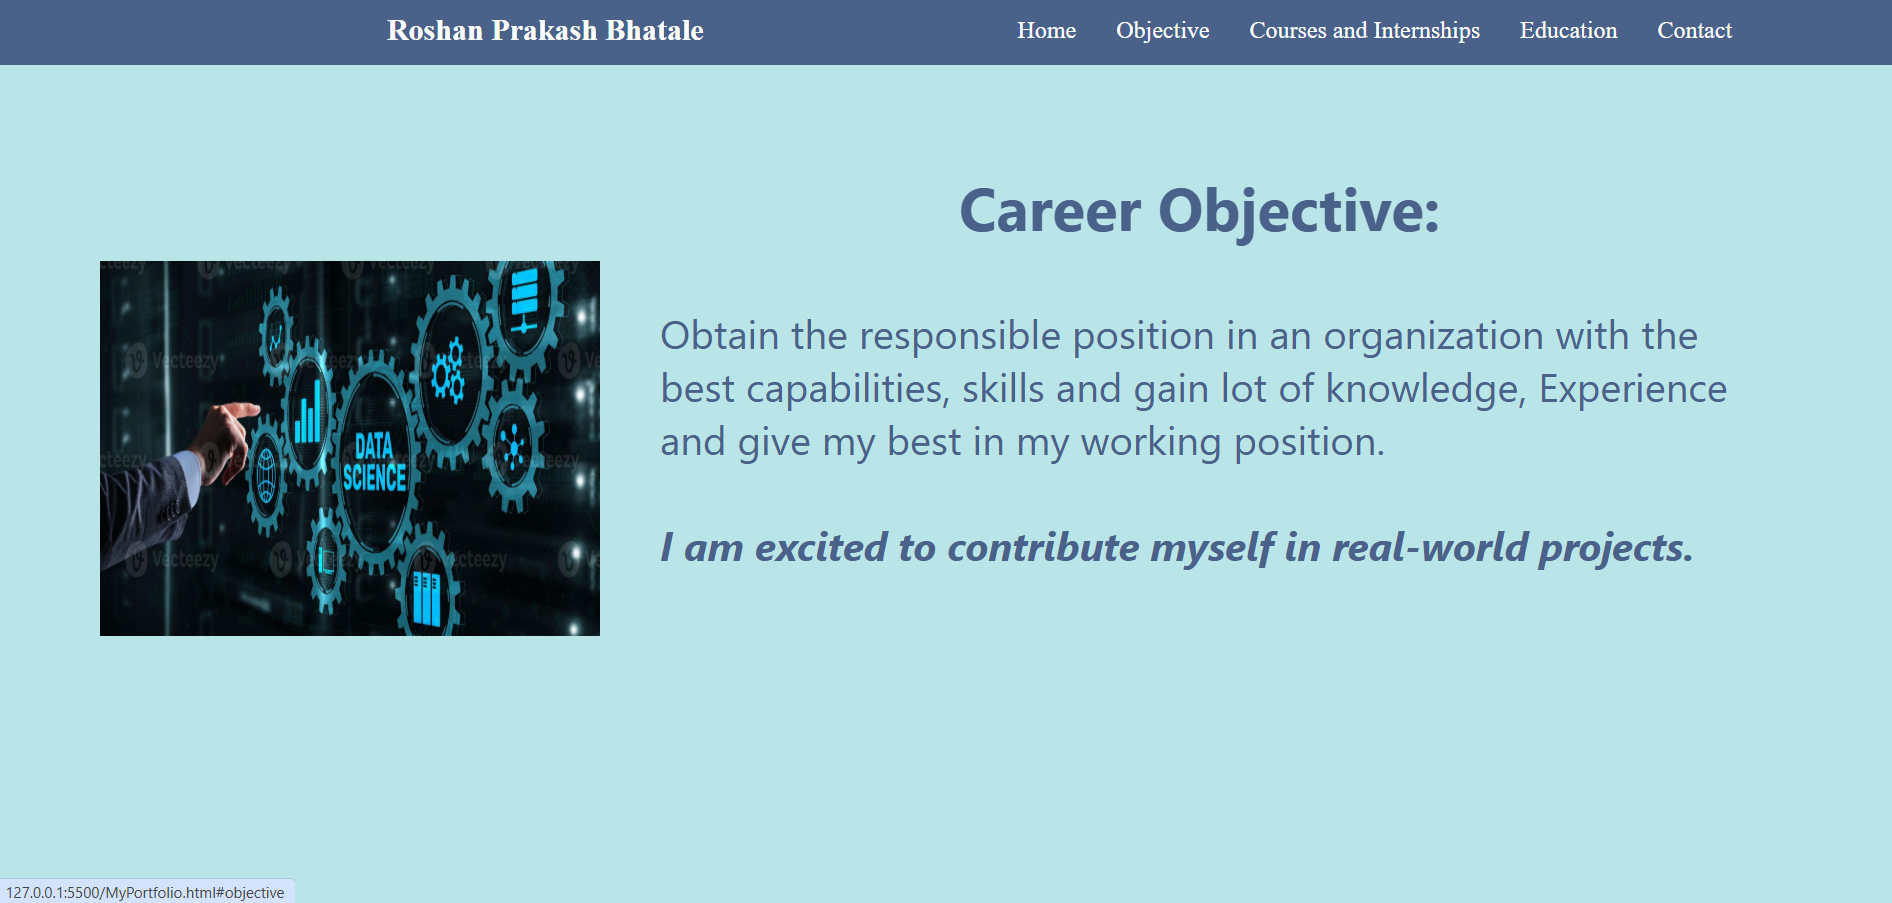 Roshan Prakash Bhatale
Home Objective Courses and Internships Education Contact
Career Objective:
Obtain the responsible position in an organization with the
best capabilities, skills and gain lot of knowledge, Experience
and give my best in my working position.
I am excited to contribute myself in real-world projects.
DATA
SCIENCE
Vecteezy
Vecteezy
Vecteezy
127.0.0.1:5500/MyPortfolio.html#objective